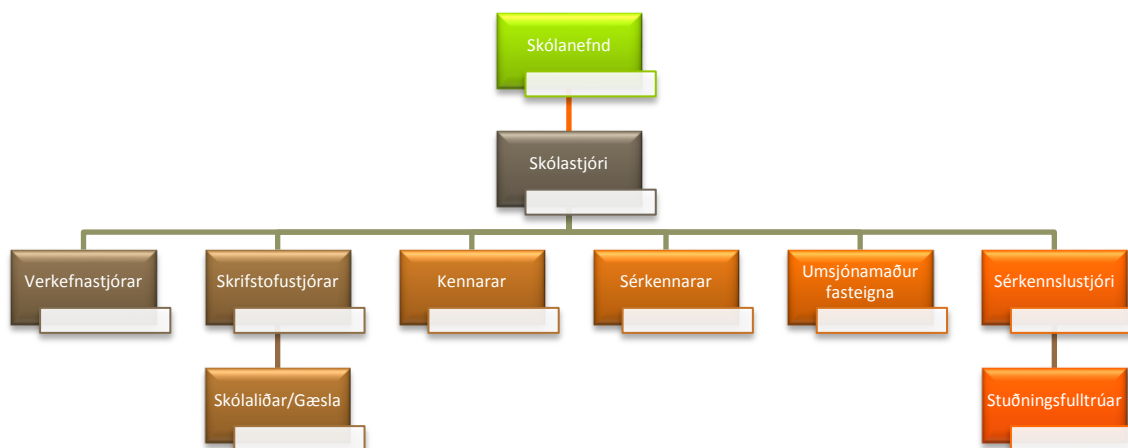 Skólanefnd
Skólastjóri
Verkefnastjórar
Skrifstofustjórar
Kennarar
Sérkennarar
Umsjónamaður
fasteigna
Sérkennslustjóri
Skólaliðar/Gæsla
Stuðningsfulltrúar